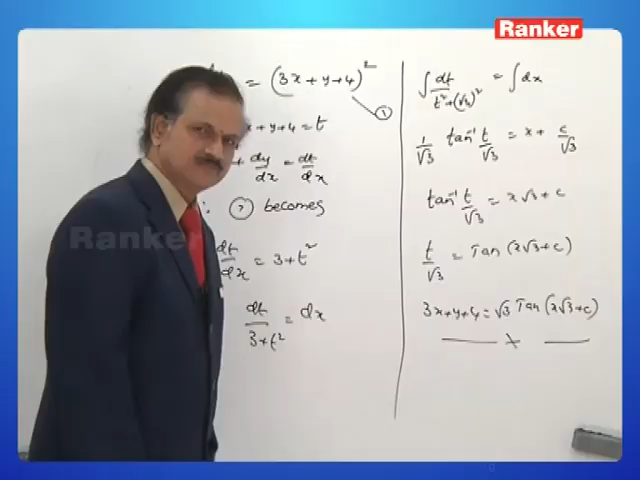 Ranker
= (3x+y+4)²
①
x+y+4 = t
+ dy/dx = dt/dx
∴ ② becomes
dt/dx = 3+t²
dt/3+t² = dx
∫ dt/t²+(√3)² = ∫dx
1/√3 tan⁻¹ t/√3 = x + c/√3
tan⁻¹ t/√3 = x√3 + c
t/√3 = Tan (x√3+c)
3x+y+4 = √3 Tan (x√3+c)
Ranker